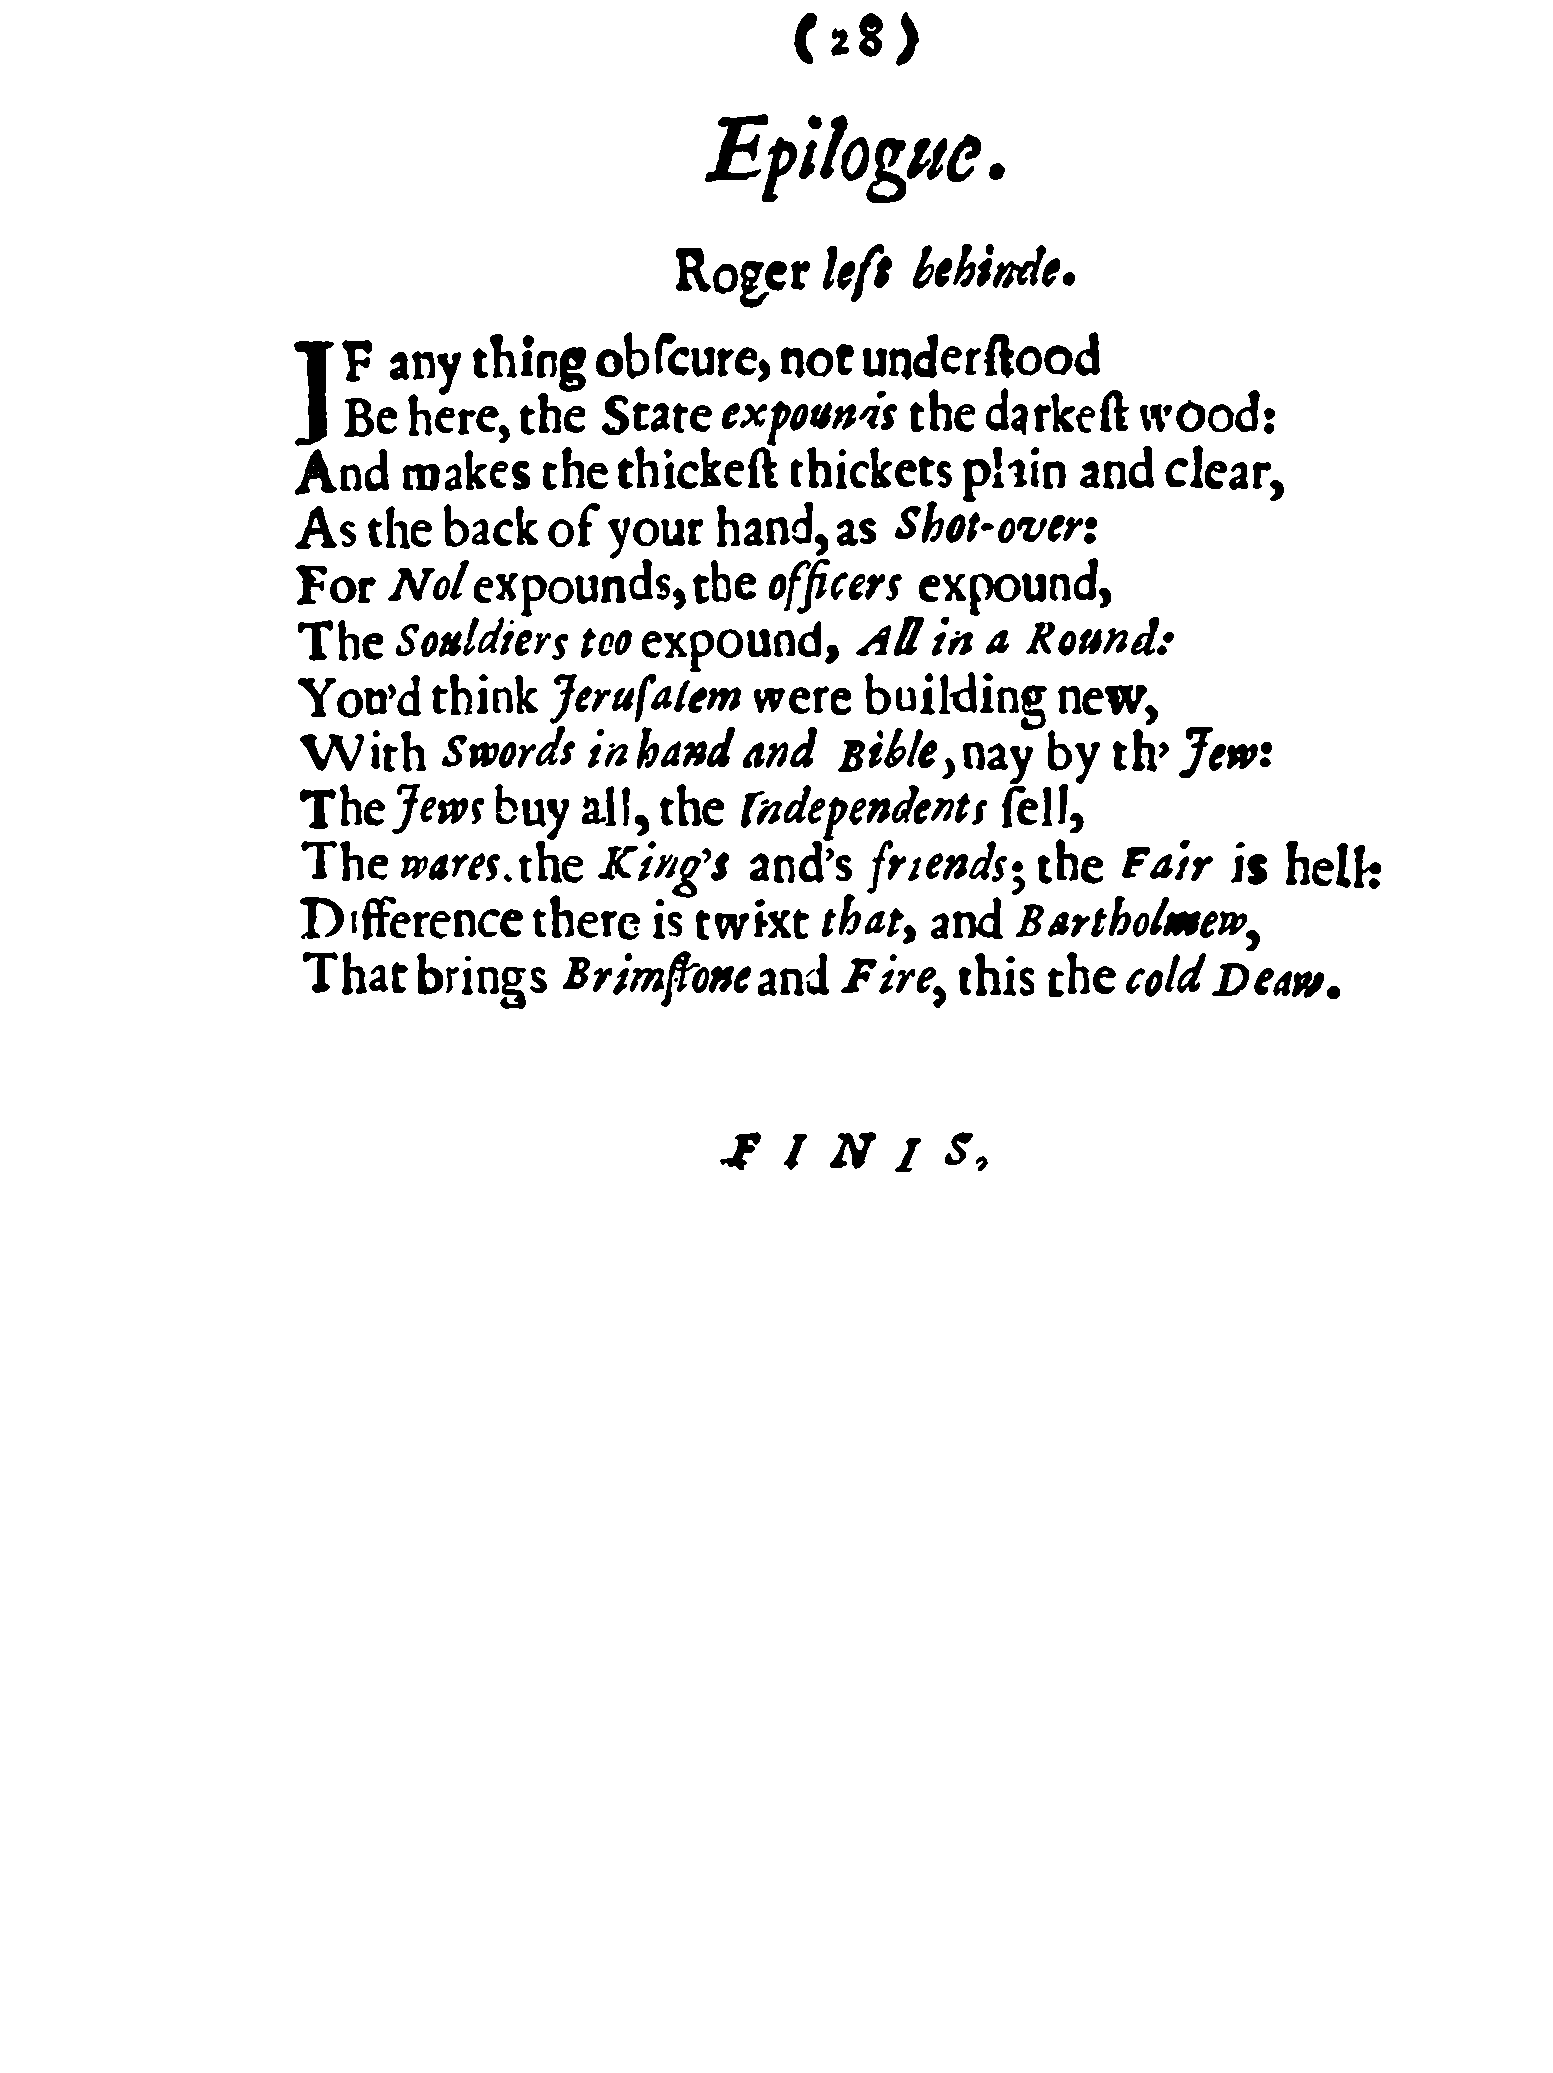 (28)
Epilogue.
Roger left behinde.
IF any thing obſcure, not underſtood
Be here, the State expounds the darkeſt wood:
And makes the thickeſt thickets plain and clear,
As the back of your hand, as Shot-over:
For Nol expounds, the officers expound,
The Souldiers too expound, All in a Round:
You'd think Jeruſalem were building new,
With Swords in hand and Bible, nay by th' Jew:
The Jews buy all, the Independents ſell,
The wares. the King's and's friends; the Fair is hell:
Difference there is twixt that, and Bartholmew,
That brings Brimſtone and Fire, this the cold Deaw.
FINIS,